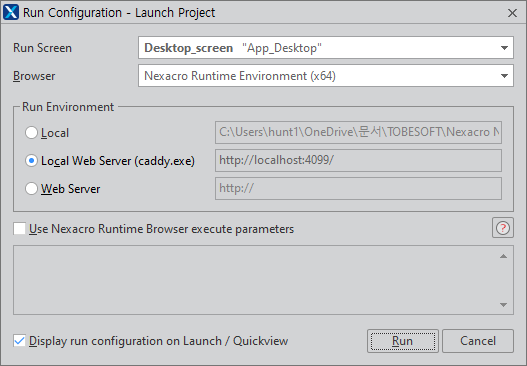 Run Configuration - Launch Project
Run Screen
Desktop_screen "App_Desktop"
Browser
Nexacro Runtime Environment (x64)
Run Environment
Local
C:\Users\hunt1\OneDrive\문서\TOBESOFT\Nexacro N
Local Web Server (caddy.exe)
http://localhost:4099/
Web Server
http://
Use Nexacro Runtime Browser execute parameters
?
Display run configuration on Launch / Quickview
Run
Cancel